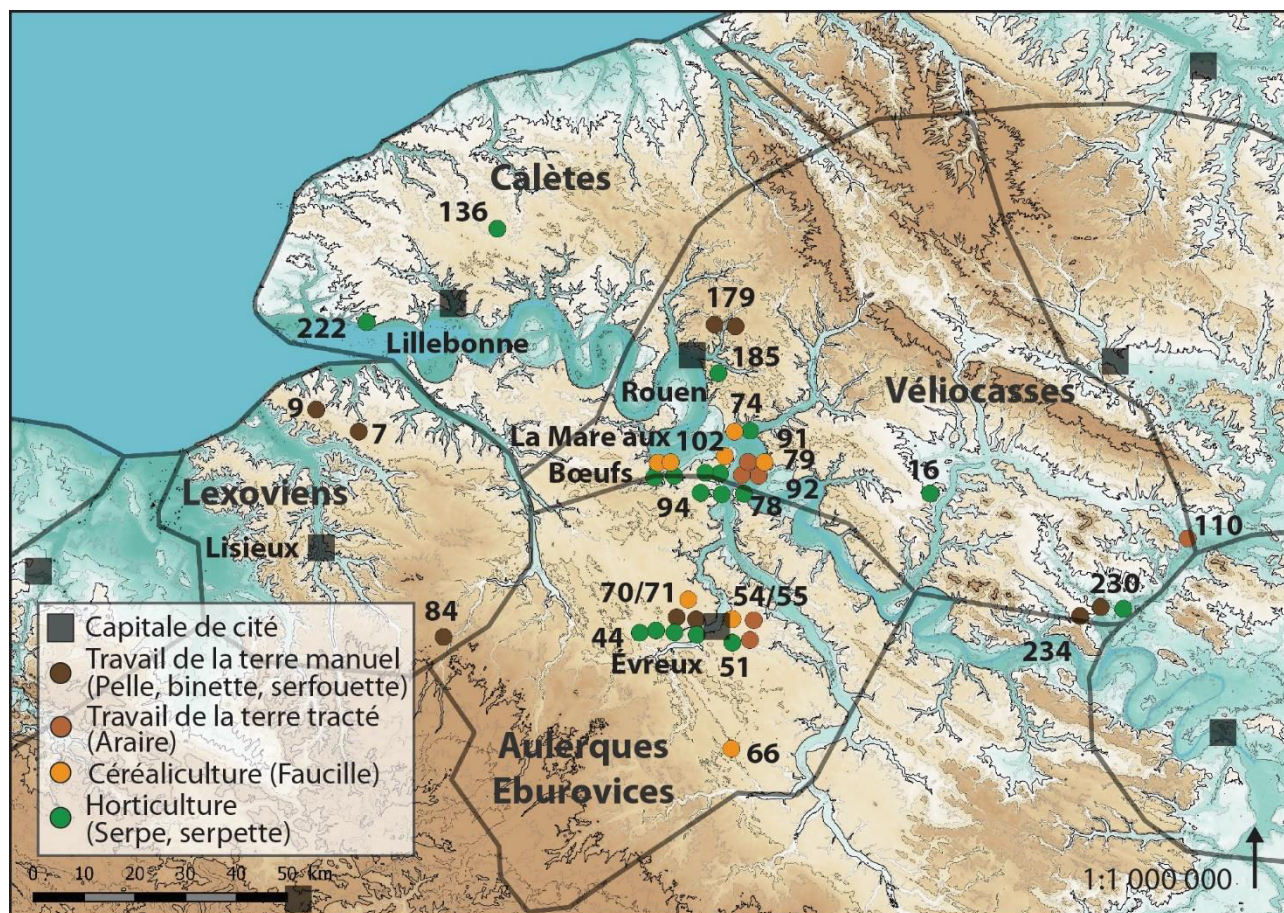 Calètes
136
222
Lillebonne
179
185
Rouen
Véliocasses
9
7
74
La Mare aux
Bœufs
102
91
79
92
16
94
78
Lexoviens
Lisieux
110
70/71
54/55
230
84
44
Évreux
51
234
Aulerques
Eburovices
66
Capitale de cité
Travail de la terre manuel
(Pelle, binette, serfouette)
Travail de la terre tracté
(Araire)
Céréaliculture (Faucille)
Horticulture
(Serpe, serpette)
0 10 20 30 40 50 km
1:1 000 000